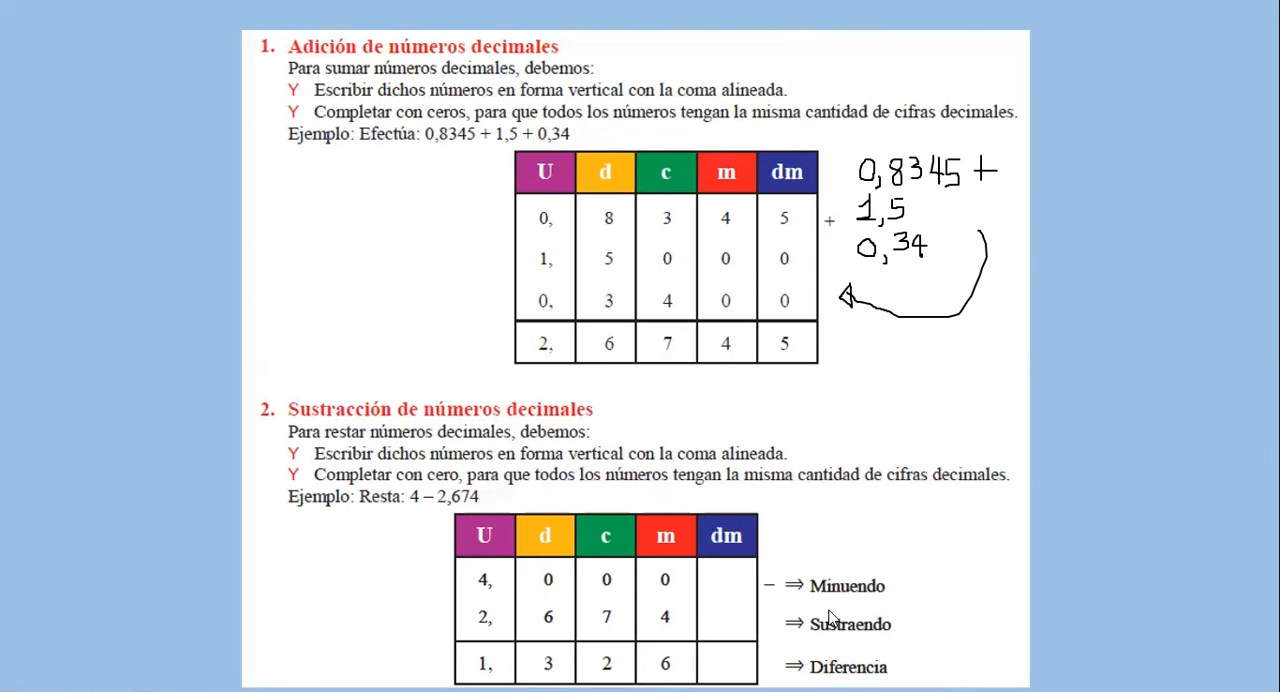 1. Adición de números decimales
Para sumar números decimales, debemos:
Y Escribir dichos números en forma vertical con la coma alineada.
Y Completar con ceros, para que todos los números tengan la misma cantidad de cifras decimales.
Ejemplo: Efectúa: 0,8345 + 1,5 + 0,34
U d c m dm
0, 8 3 4 5 +
1, 5 0 0 0
0, 3 4 0 0
2, 6 7 4 5
0,8345 +
1,5
0,34
2. Sustracción de números decimales
Para restar números decimales, debemos:
Y Escribir dichos números en forma vertical con la coma alineada.
Y Completar con cero, para que todos los números tengan la misma cantidad de cifras decimales.
Ejemplo: Resta: 4 – 2,674
U d c m dm
4, 0 0 0 – ⇒ Minuendo
2, 6 7 4 ⇒ Sustraendo
1, 3 2 6 ⇒ Diferencia